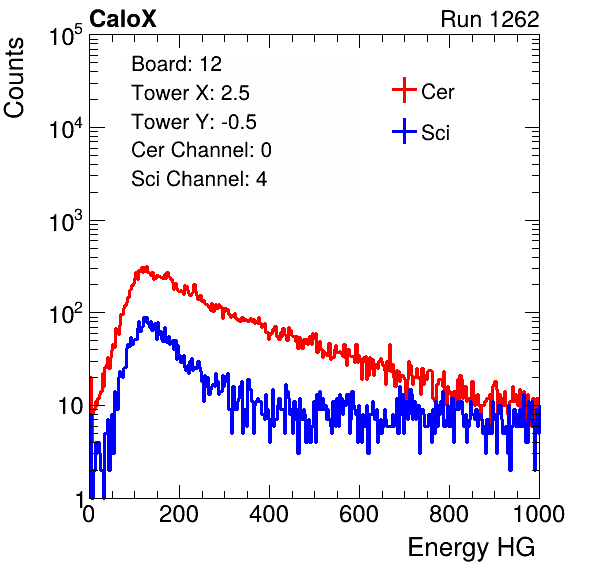 CaloX Run 1262
Counts
10^5
10^4
10^3
10^2
10
1
Board: 12
Tower X: 2.5
Tower Y: -0.5
Cer Channel: 0
Sci Channel: 4
Cer
Sci
0 200 400 600 800 1000
Energy HG